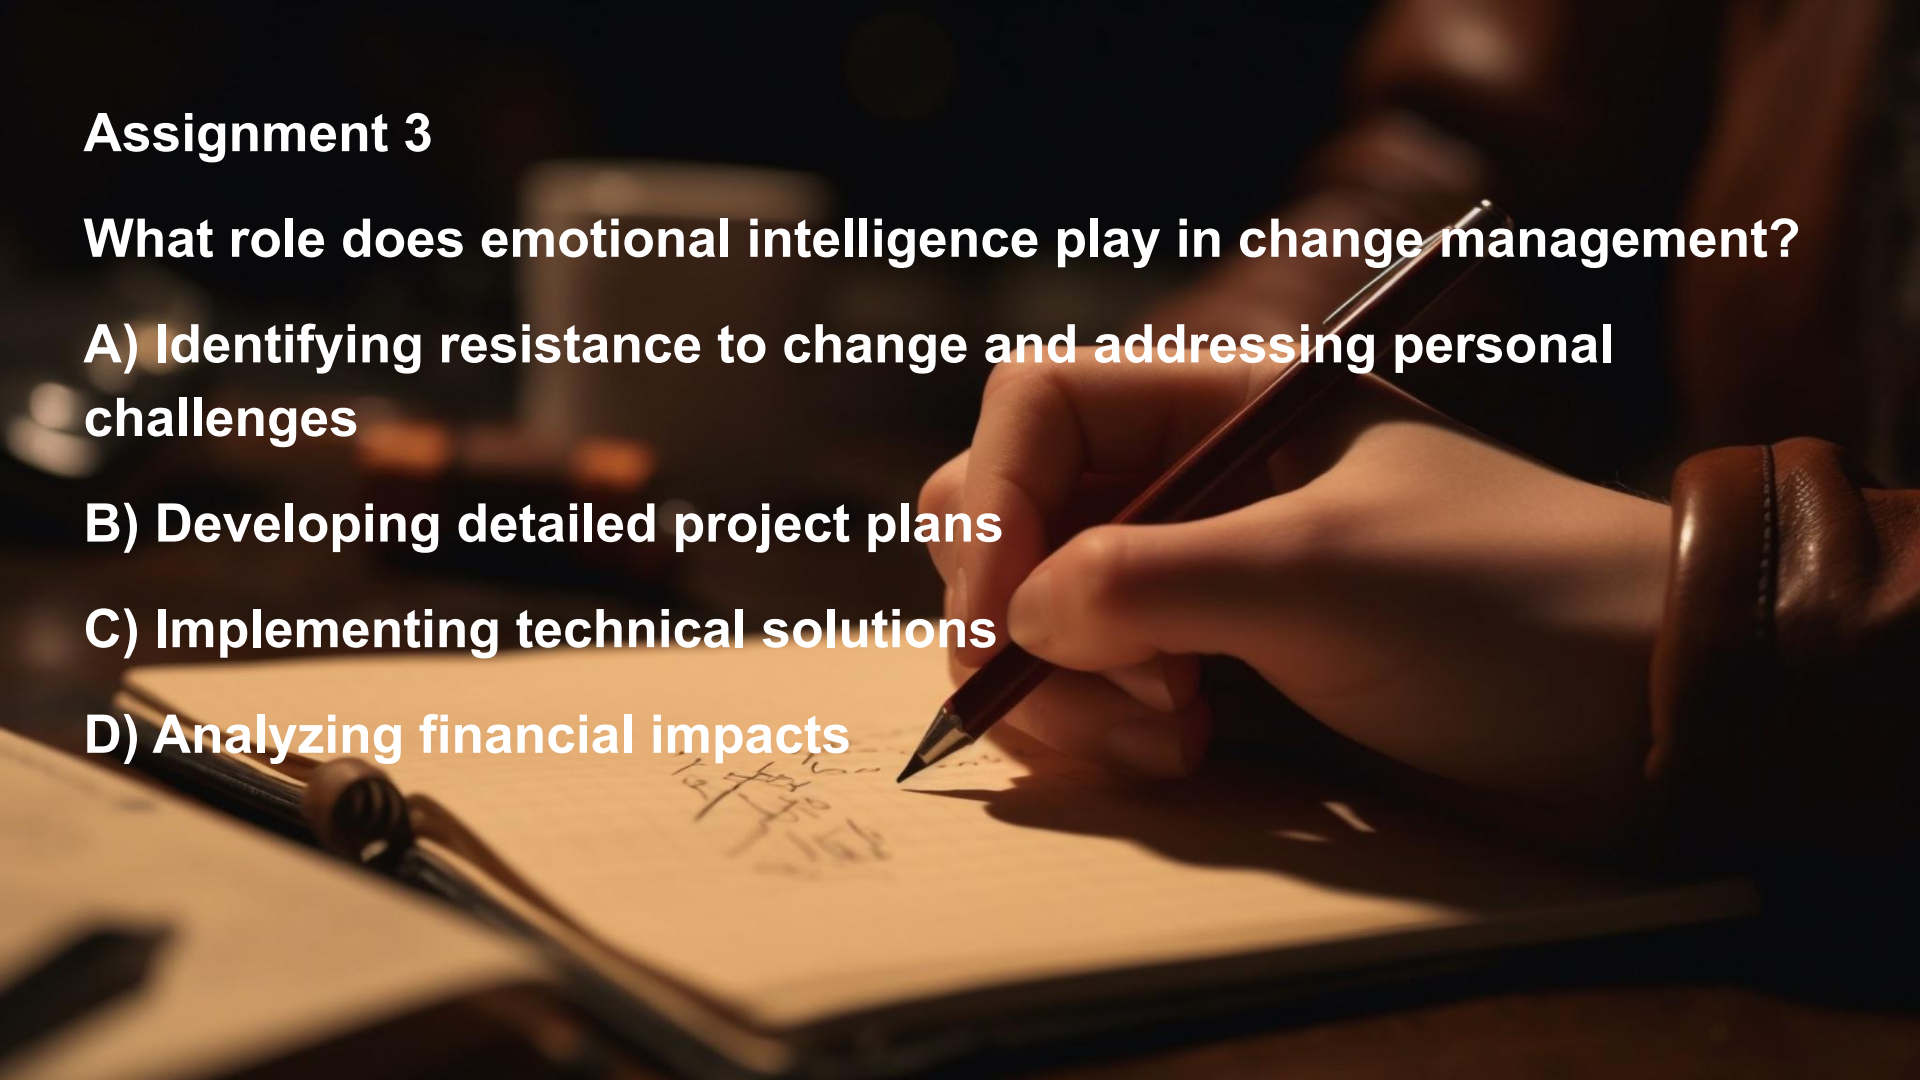 Assignment 3
What role does emotional intelligence play in change management?
A) Identifying resistance to change and addressing personal
challenges
B) Developing detailed project plans
C) Implementing technical solutions
D) Analyzing financial impacts